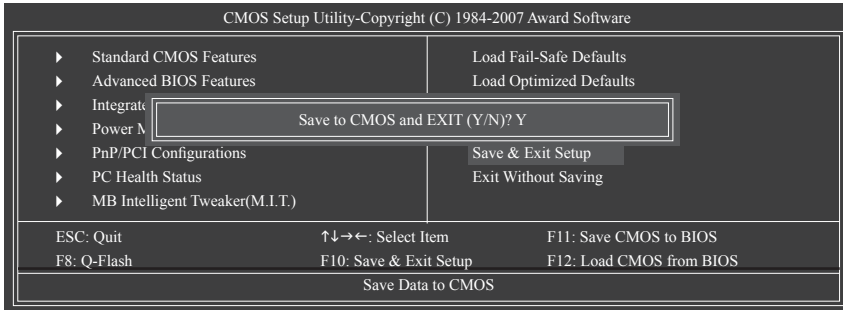 CMOS Setup Utility-Copyright (C) 1984-2007 Award Software
Standard CMOS Features
Advanced BIOS Features
Power M
PnP/PCI Configurations
PC Health Status
MB Intelligent Tweaker(M.I.T.)
Load Fail-Safe Defaults
Load Optimized Defaults
Save to CMOS and EXIT (Y/N)? Y
Save & Exit Setup
Exit Without Saving
ESC: Quit ↑↓→←: Select Item F11: Save CMOS to BIOS
F8: Q-Flash F10: Save & Exit Setup F12: Load CMOS from BIOS
Save Data to CMOS